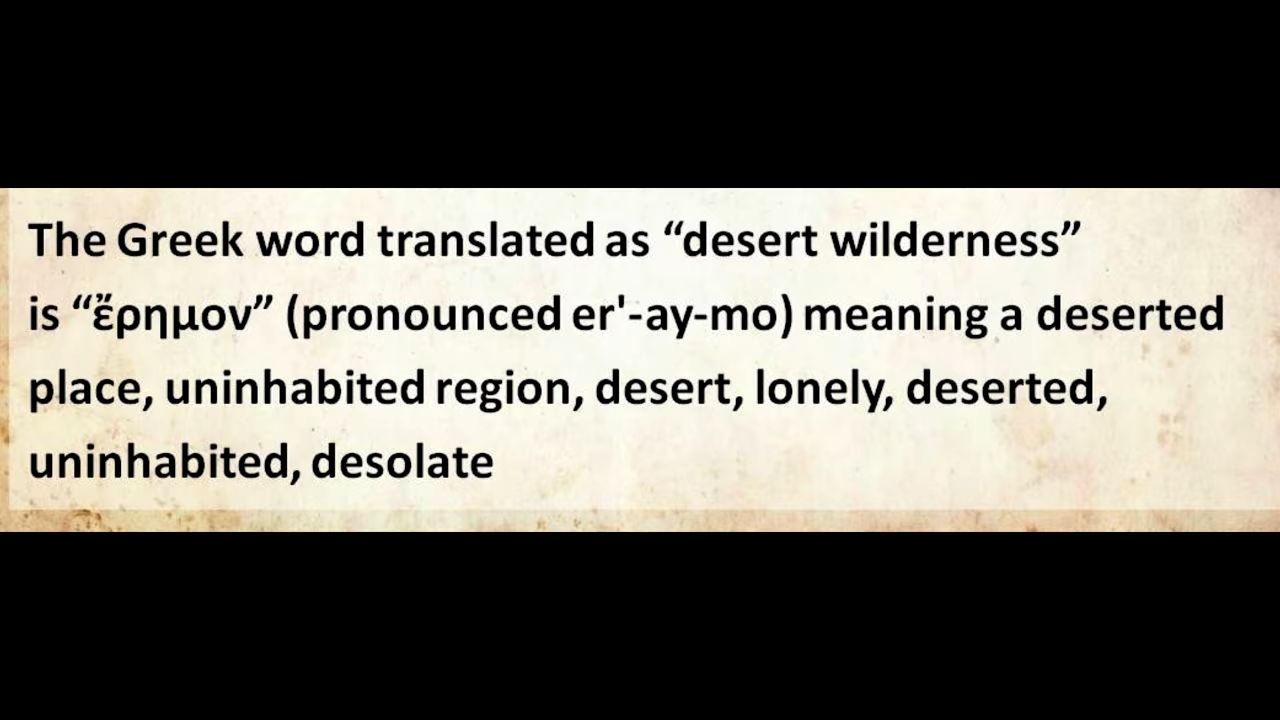 The Greek word translated as “desert wilderness”
is “ἔρημον” (pronounced er'-ay-mo) meaning a deserted
place, uninhabited region, desert, lonely, deserted,
uninhabited, desolate